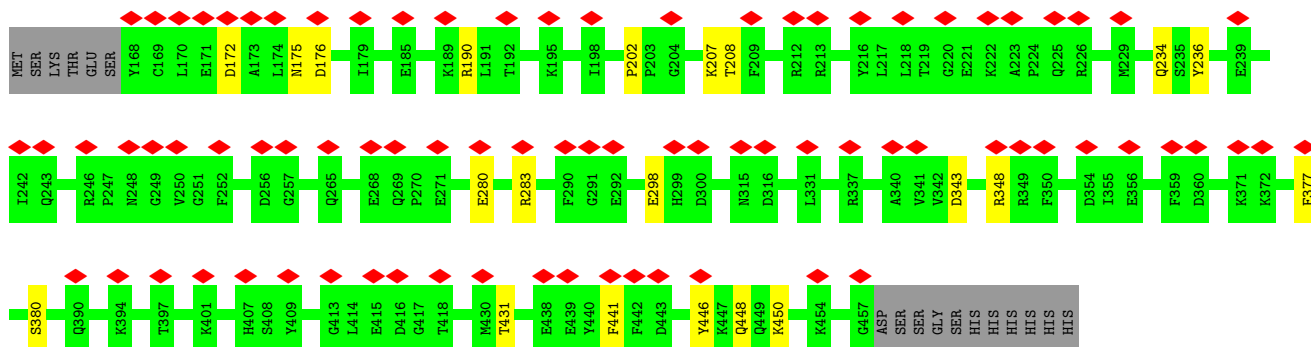 MET SER LYS THR GLU SER Y168 C169 L170 E171 D172 A173 L174 N175 D176 I179 E185 K189 R190 L191 T192 K195 I198 P202 P203 G204 K207 T208 F209 R212 R213 Y216 L217 L218 T219 G220 E221 K222 A223 P224 Q225 R226 M229 Q234 S235 Y236 E239
I242 Q243 R246 P247 N248 G249 V250 G251 F252 D256 G257 Q265 E268 Q269 P270 E271 E280 R283 F290 G291 E292 E298 H299 D300 N315 D316 L331 R337 A340 V341 V342 D343 R348 R349 F350 D354 I355 E356 F359 D360 K371 K372 E377
S380 Q390 K394 T397 K401 H407 S408 Y409 G413 L414 E415 D416 G417 T418 M430 T431 E438 E439 Y440 F441 F442 D443 Y446 K447 Q448 Q449 K450 K454 G457 ASP SER SER GLY SER HIS HIS HIS HIS HIS HIS